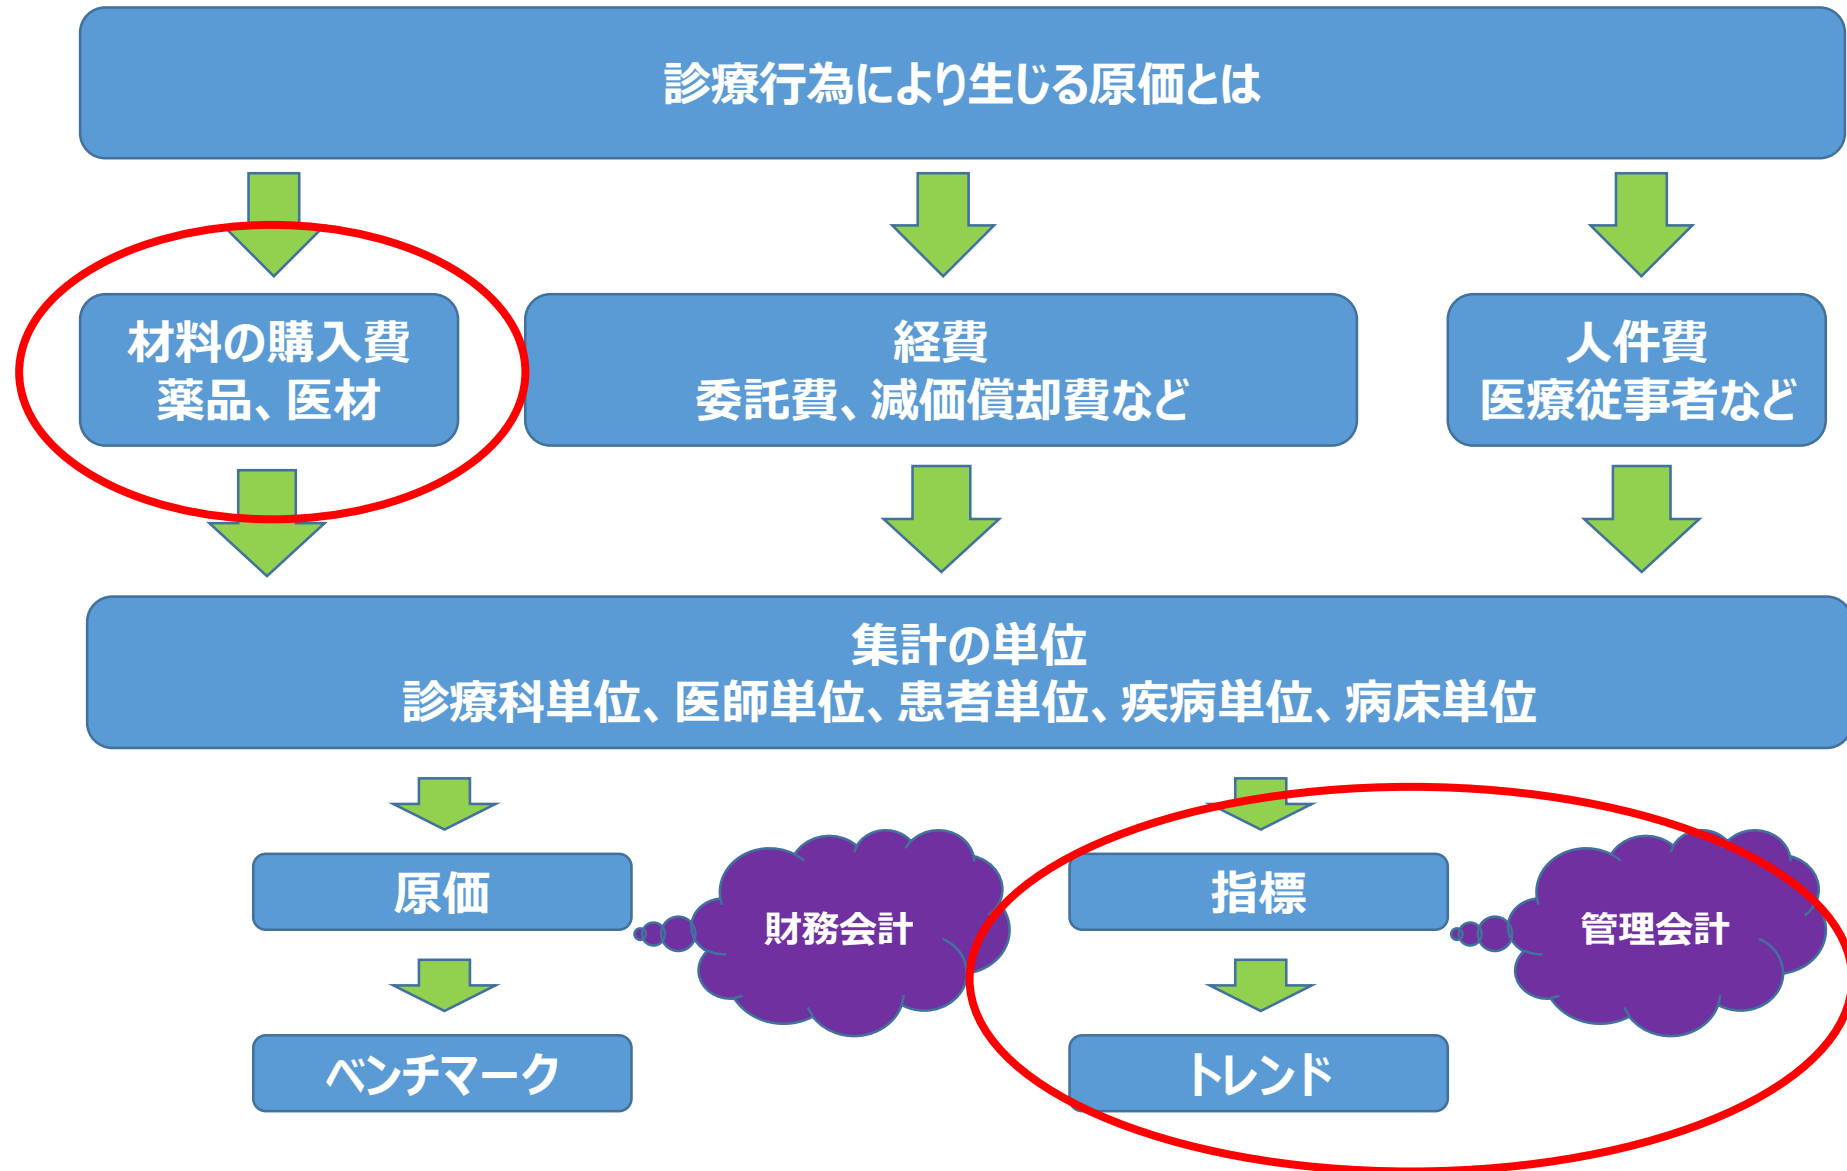 診療行為により生じる原価とは
材料の購入費
薬品、医材
経費
委託費、減価償却費など
人件費
医療従事者など
集計の単位
診療科単位、医師単位、患者単位、疾病単位、病床単位
原価
財務会計
指標
管理会計
ベンチマーク
トレンド